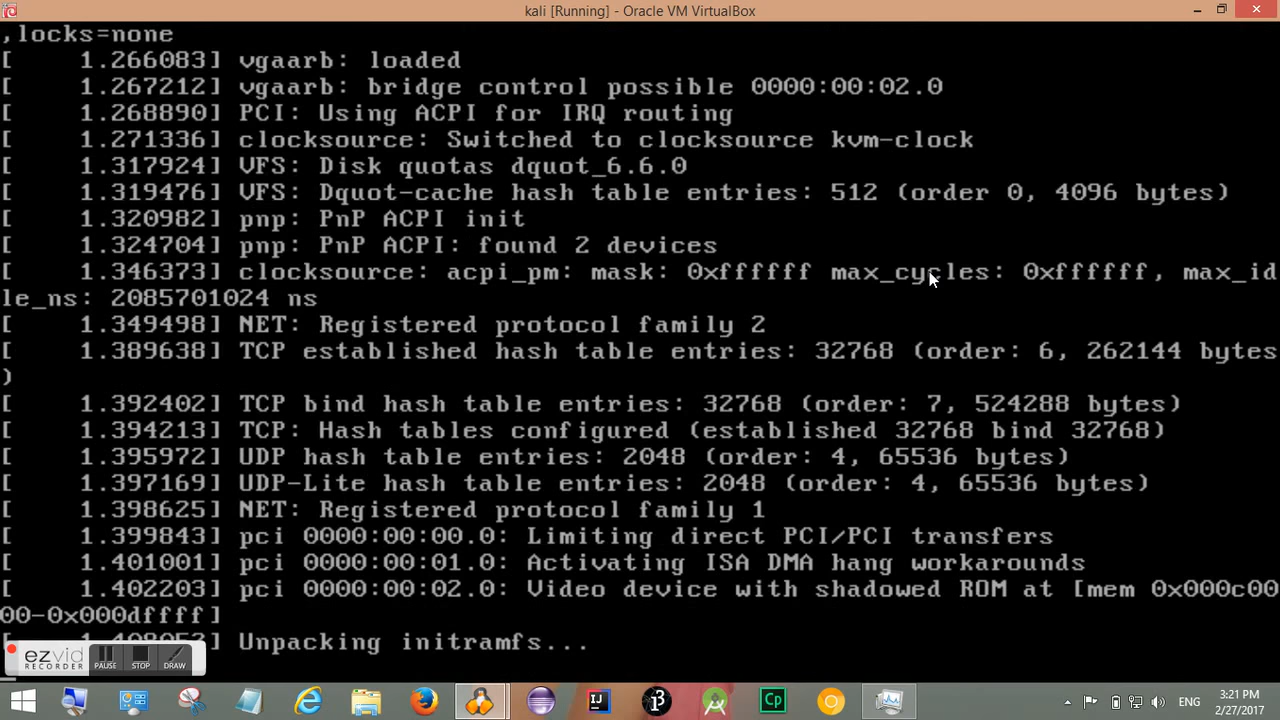 kali [Running] - Oracle VM VirtualBox
,locks=none
[    1.266083] vgaarb: loaded
[    1.267212] vgaarb: bridge control possible 0000:00:02.0
[    1.268890] PCI: Using ACPI for IRQ routing
[    1.271336] clocksource: Switched to clocksource kvm-clock
[    1.317924] VFS: Disk quotas dquot_6.6.0
[    1.319476] VFS: Dquot-cache hash table entries: 512 (order 0, 4096 bytes)
[    1.320982] pnp: PnP ACPI init
[    1.324704] pnp: PnP ACPI: found 2 devices
[    1.346373] clocksource: acpi_pm: mask: 0xffffff max_cycles: 0xffffff, max_id
le_ns: 2085701024 ns
[    1.349498] NET: Registered protocol family 2
[    1.389638] TCP established hash table entries: 32768 (order: 6, 262144 bytes
)
[    1.392402] TCP bind hash table entries: 32768 (order: 7, 524288 bytes)
[    1.394213] TCP: Hash tables configured (established 32768 bind 32768)
[    1.395972] UDP hash table entries: 2048 (order: 4, 65536 bytes)
[    1.397169] UDP-Lite hash table entries: 2048 (order: 4, 65536 bytes)
[    1.398625] NET: Registered protocol family 1
[    1.399843] pci 0000:00:00.0: Limiting direct PCI/PCI transfers
[    1.401001] pci 0000:00:01.0: Activating ISA DMA hang workarounds
[    1.402203] pci 0000:00:02.0: Video device with shadowed ROM at [mem 0x000c00
00-0x000dffff]
Unpacking initramfs...
ezvid
RECORDER
PAUSE
STOP
DRAW
IJ
Cp
ENG
3:21 PM
2/27/2017